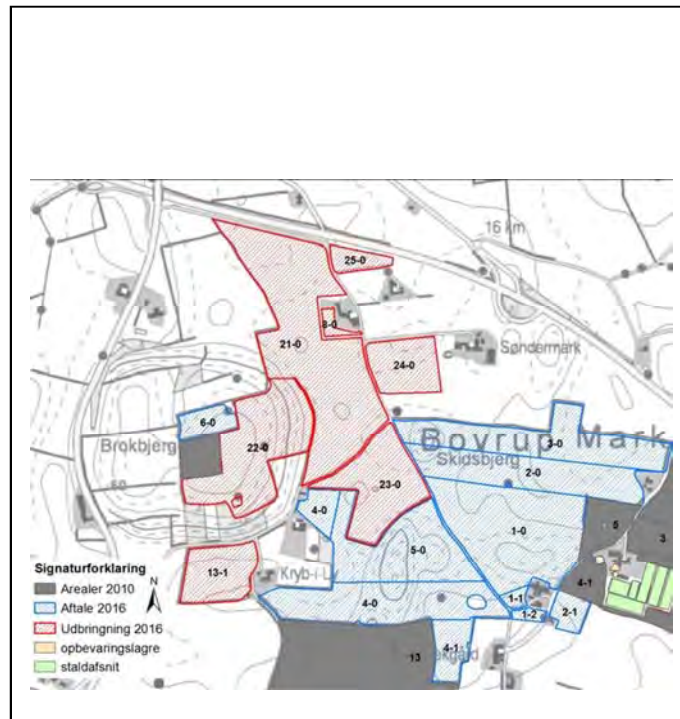 16 km
25-0
8-0
21-0
24-0
Søndermark
6-0
Bovrup Mark
3-0
Brokbjerg
22-0
Skidsbjerg
2-0
23-0
4-0
1-0
5
3
5-0
Signaturforklaring
Arealer 2010
N
13-1
Kryb-i-Ly
4-1
Aftale 2016
4-0
1-1
2-1
Udbringning 2016
1-2
opbevaringslagre
4-1
13
staldafsnit